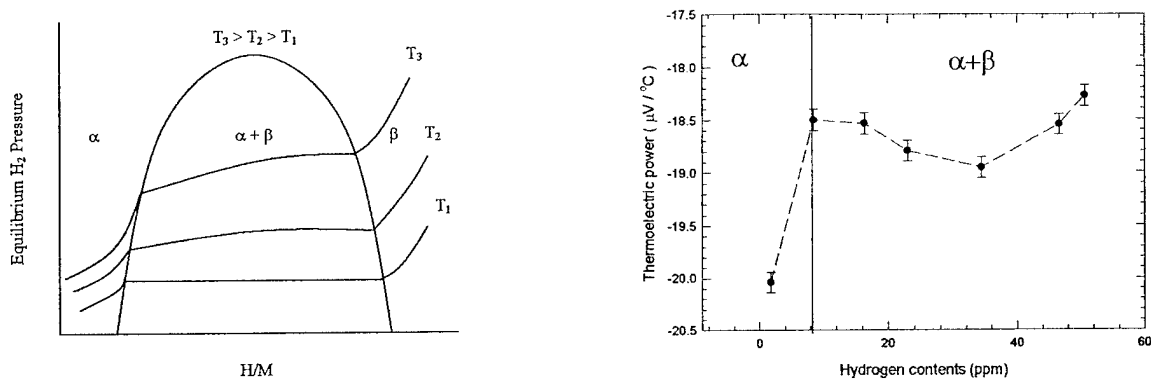 T₃ > T₂ > T₁
T₃
α
α + β
β
T₂
T₁
Equilibrium H₂ Pressure
H/M
-17.5
-18.0
-18.5
-19.0
-19.5
-20.0
-20.5
Thermoelectric power ( μV / °C)
α
α+β
0
20
40
60
Hydrogen contents (ppm)